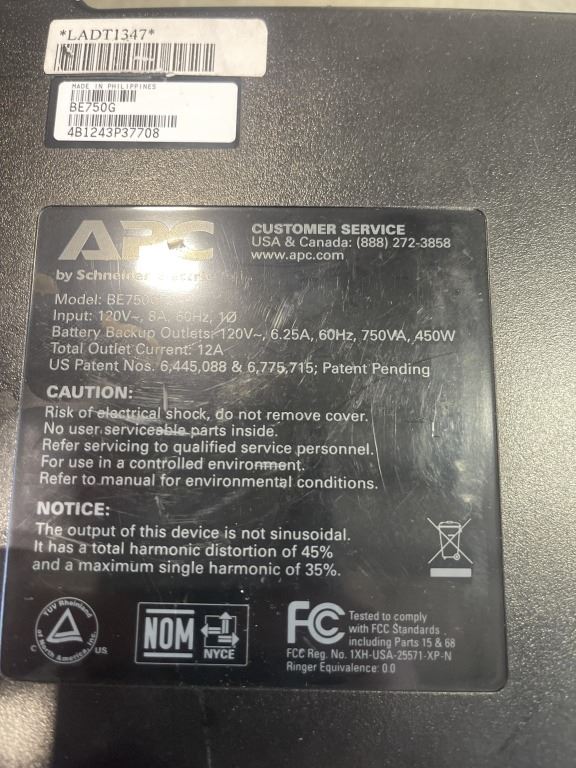 *LADT1347*
MADE IN PHILIPPINES
BE750G
4B1243P37708
APC
by Schneider Electric
CUSTOMER SERVICE
USA & Canada: (888) 272-3858
www.apc.com
Model: BE750G
Input: 120V~, 8A, 60Hz, 1Ø
Battery Backup Outlets: 120V~, 6.25A, 60Hz, 750VA, 450W
Total Outlet Current: 12A
US Patent Nos. 6,445,088 & 6,775,715; Patent Pending
CAUTION:
Risk of electrical shock, do not remove cover.
No user serviceable parts inside.
Refer servicing to qualified service personnel.
For use in a controlled environment.
Refer to manual for environmental conditions.
NOTICE:
The output of this device is not sinusoidal.
It has a total harmonic distortion of 45%
and a maximum single harmonic of 35%.
TUV Rheinland
of North America, Inc.
C US
NOM
NYCE
FC
Tested to comply
with FCC Standards
including Parts 15 & 68
FCC Reg. No. 1XH-USA-25571-XP-N
Ringer Equivalence: 0.0